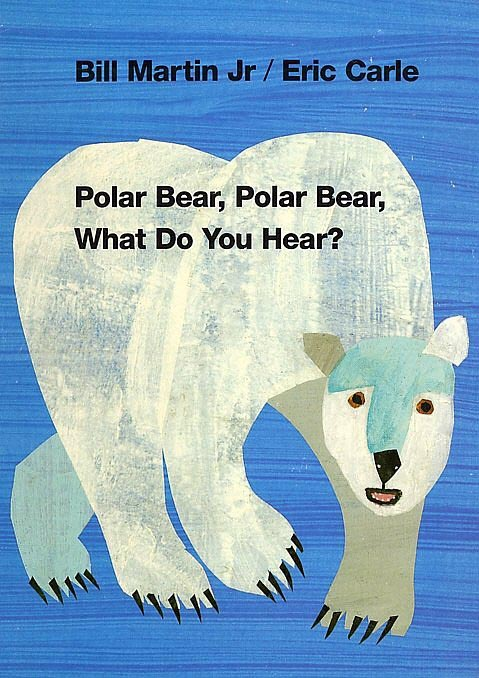 Bill Martin Jr / Eric Carle
Polar Bear, Polar Bear,
What Do You Hear?